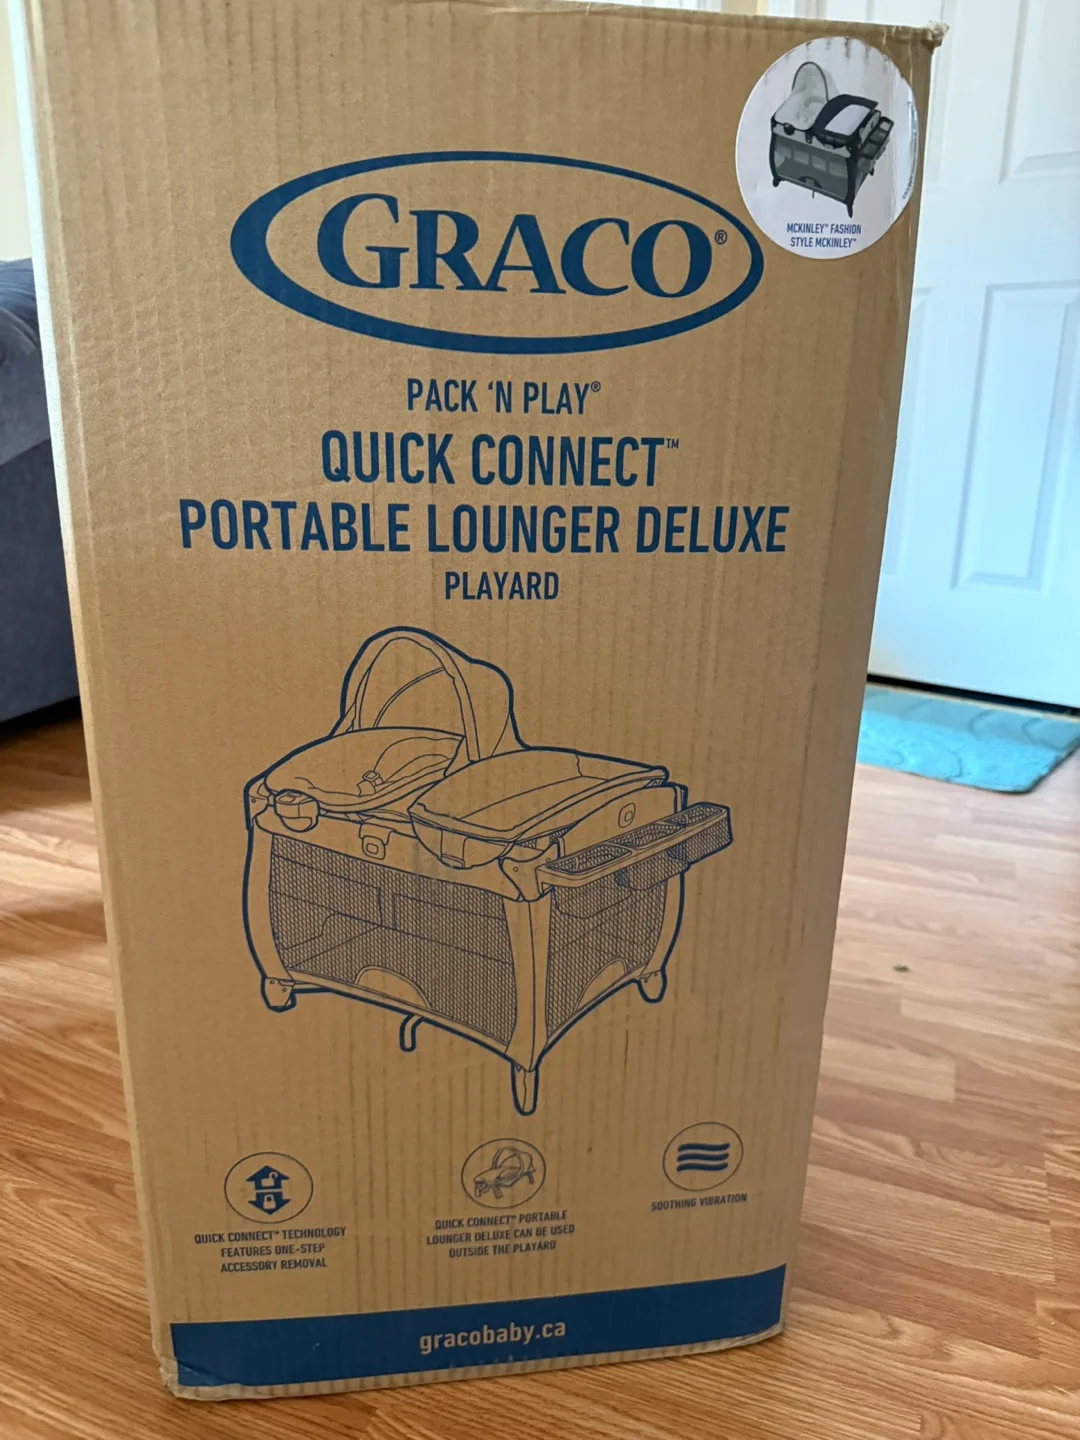 MCKINLEY™ FASHION
STYLE MCKINLEY™
GRACO®
PACK 'N PLAY®
QUICK CONNECT™
PORTABLE LOUNGER DELUXE
PLAYARD
QUICK CONNECT™ TECHNOLOGY
FEATURES ONE-STEP
ACCESSORY REMOVAL
QUICK CONNECT™ PORTABLE
LOUNGER DELUXE CAN BE USED
OUTSIDE THE PLAYARD
SOOTHING VIBRATION
gracobaby.ca